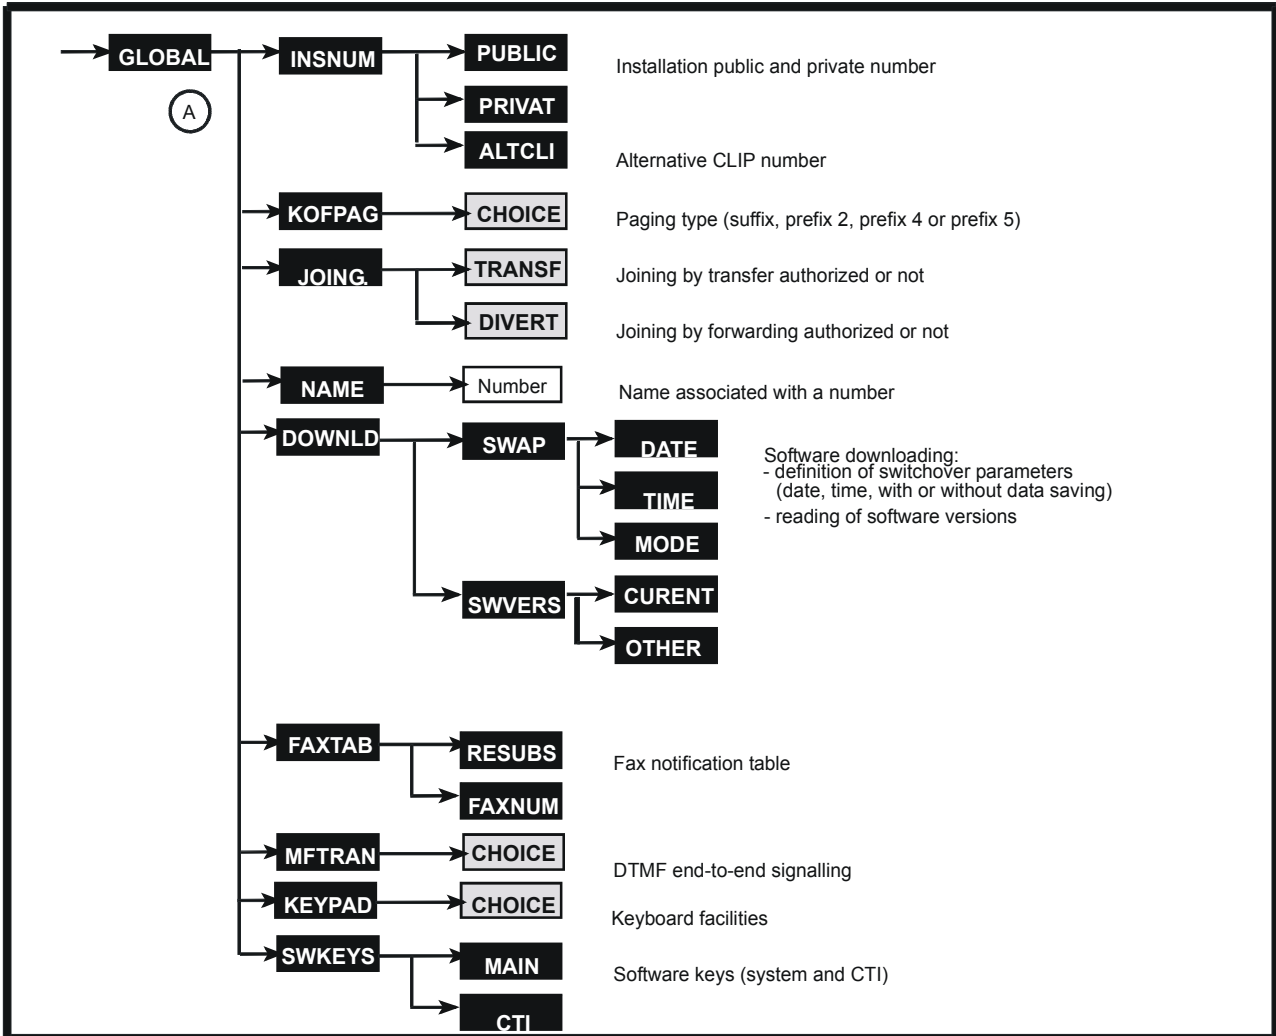 GLOBAL INSNUM PUBLIC Installation public and private number
A PRIVAT
ALTCLI Alternative CLIP number
KOFPAG CHOICE Paging type (suffix, prefix 2, prefix 4 or prefix 5)
JOING. TRANSF Joining by transfer authorized or not
DIVERT Joining by forwarding authorized or not
NAME Number Name associated with a number
DOWNLD SWAP DATE Software downloading:
- definition of switchover parameters
TIME (date, time, with or without data saving)
- reading of software versions
MODE
SWVERS CURENT
OTHER
FAXTAB RESUBS Fax notification table
FAXNUM
MFTRAN CHOICE DTMF end-to-end signalling
KEYPAD CHOICE Keyboard facilities
SWKEYS MAIN Software keys (system and CTI)
CTI